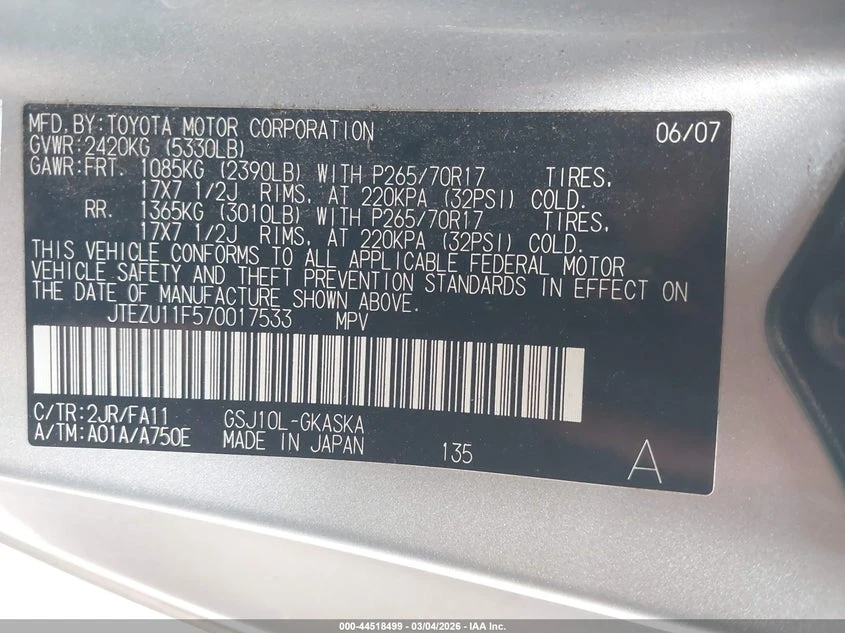 MFD.BY:TOYOTA MOTOR CORPORATION 06/07
GVWR:2420KG (5330LB)
GAWR:FRT. 1085KG (2390LB) WITH P265/70R17 TIRES,
17X7 1/2J RIMS, AT 220KPA (32PSI) COLD.
RR. 1365KG (3010LB) WITH P265/70R17 TIRES,
17X7 1/2J RIMS, AT 220KPA (32PSI) COLD.
THIS VEHICLE CONFORMS TO ALL APPLICABLE FEDERAL MOTOR
VEHICLE SAFETY AND THEFT PREVENTION STANDARDS IN EFFECT ON
THE DATE OF MANUFACTURE SHOWN ABOVE.
JTEZU11F570017533 MPV
C/TR:2JR/FA11 GSJ10L-GKASKA
A/TM:A01A/A750E MADE IN JAPAN 135 A
000-44518499 - 03/04/2026 - IAA Inc.